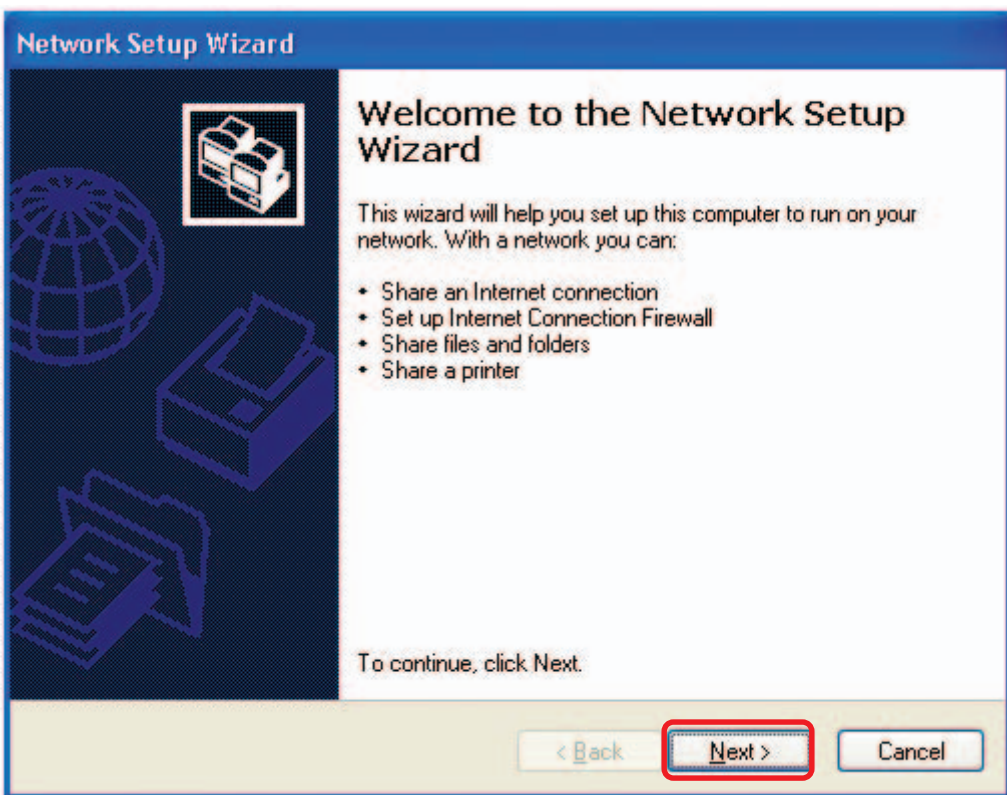 Network Setup Wizard
Welcome to the Network Setup
Wizard
This wizard will help you set up this computer to run on your
network. With a network you can:
• Share an Internet connection
• Set up Internet Connection Firewall
• Share files and folders
• Share a printer
To continue, click Next.
< Back Next > Cancel